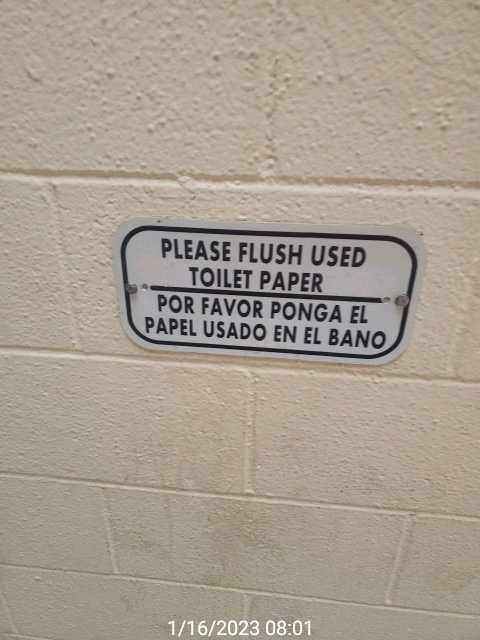 PLEASE FLUSH USED
TOILET PAPER
POR FAVOR PONGA EL
PAPEL USADO EN EL BANO
1/16/2023 08:01